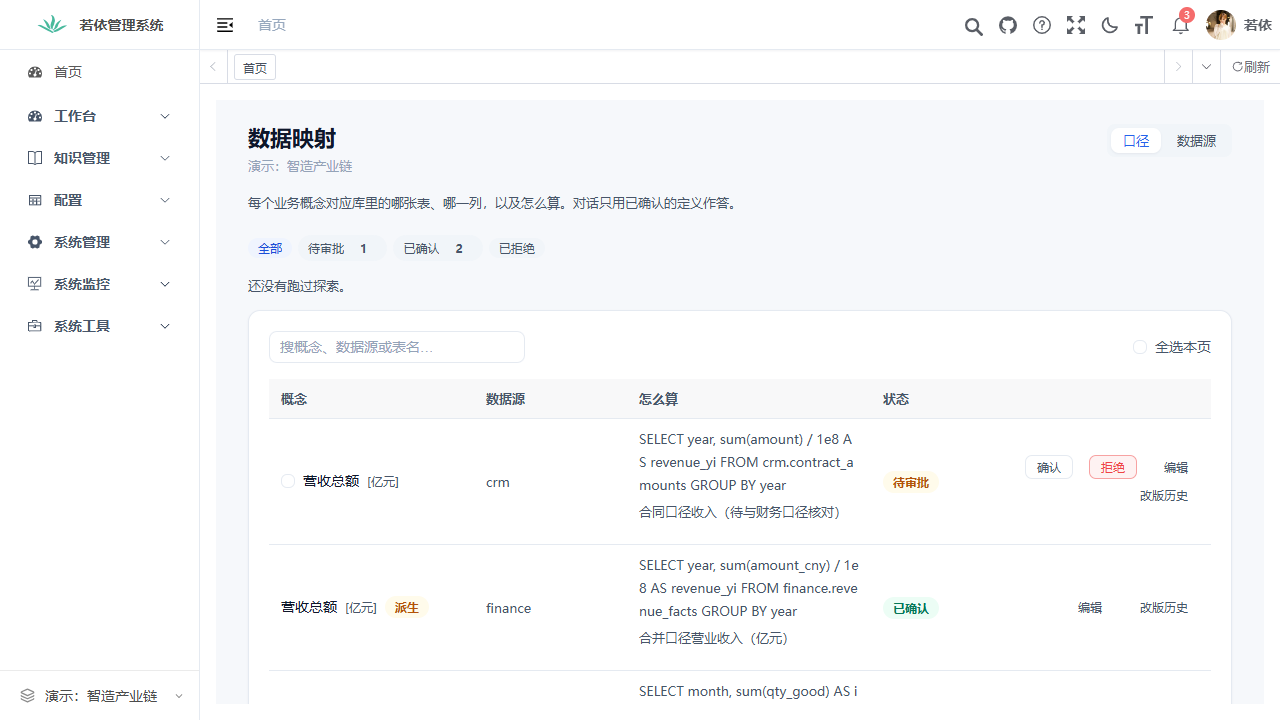 若依管理系统
首页
3
若依
首页
工作台
知识管理
配置
系统管理
系统监控
系统工具
演示：智造产业链
首页
刷新
数据映射
演示：智造产业链
口径
数据源
每个业务概念对应库里的哪张表、哪一列，以及怎么算。对话只用已确认的定义作答。
全部
待审批 1
已确认 2
已拒绝
还没有跑过探索。
搜概念、数据源或表名…
全选本页
概念
数据源
怎么算
状态
营收总额 [亿元]
crm
SELECT year, sum(amount) / 1e8 A
S revenue_yi FROM crm.contract_a
mounts GROUP BY year
合同口径收入（待与财务口径核对）
待审批
确认
拒绝
编辑
改版历史
营收总额 [亿元] 派生
finance
SELECT year, sum(amount_cny) / 1e
8 AS revenue_yi FROM finance.reve
nue_facts GROUP BY year
合并口径营业收入（亿元）
已确认
编辑
改版历史
SELECT month, sum(qty_good) AS i